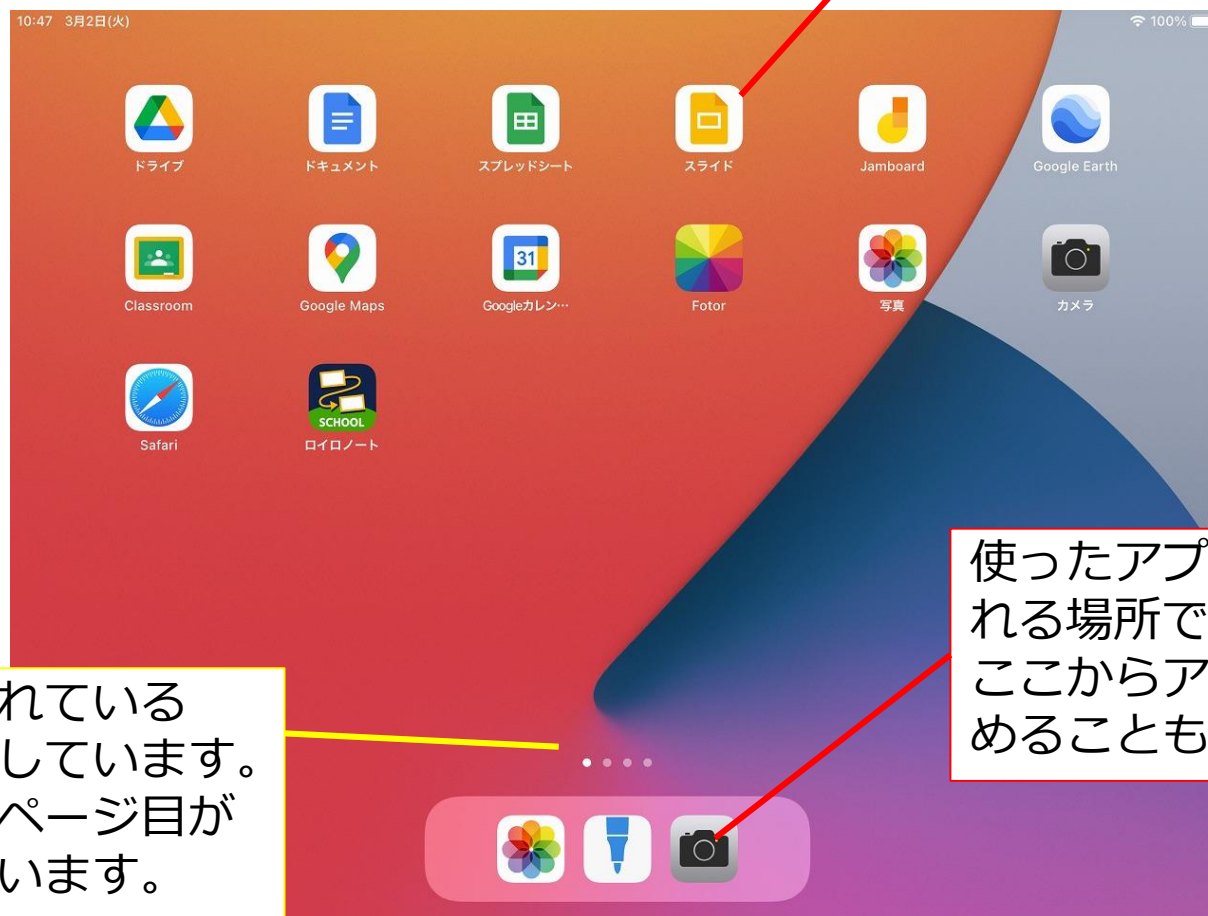 10:47 3月2日(火)
100%
ドライブ
ドキュメント
スプレッドシート
スライド
Jamboard
Google Earth
Classroom
Google Maps
31
Googleカレン…
Fotor
写真
カメラ
Safari
SCHOOL
ロイロノート
使ったアプ
れる場所で
ここからア
めることも
れている
しています。
ページ目が
います。